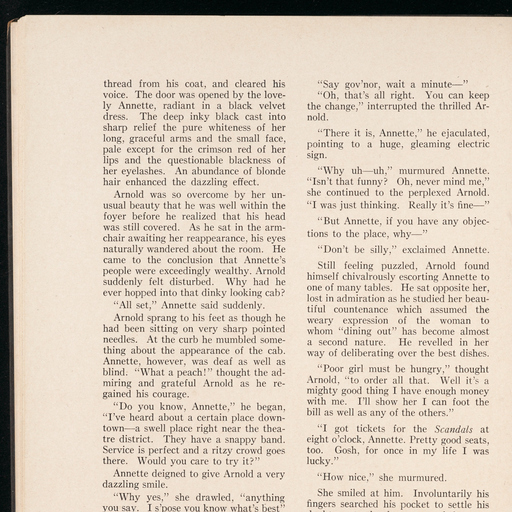 thread from his coat, and cleared his
voice. The door was opened by the love-
ly Annette, radiant in a black velvet
dress. The deep inky black cast into
sharp relief the pure whiteness of her
long, graceful arms and the small face,
pale except for the crimson red of her
lips and the questionable blackness of
her eyelashes. An abundance of blonde
hair enhanced the dazzling effect.
Arnold was so overcome by her un-
usual beauty that he was well within the
foyer before he realized that his head
was still covered. As he sat in the arm-
chair awaiting her reappearance, his eyes
naturally wandered about the room. He
came to the conclusion that Annette's
people were exceedingly wealthy. Arnold
suddenly felt disturbed. Why had he
ever hopped into that dinky looking cab?
"All set," Annette said suddenly.
Arnold sprang to his feet as though he
had been sitting on very sharp pointed
needles. At the curb he mumbled some-
thing about the appearance of the cab.
Annette, however, was deaf as well as
blind. "What a peach!" thought the ad-
miring and grateful Arnold as he re-
gained his courage.
"Do you know, Annette," he began,
"I've heard about a certain place down-
town—a swell place right near the thea-
tre district. They have a snappy band.
Service is perfect and a ritzy crowd goes
there. Would you care to try it?"
Annette deigned to give Arnold a very
dazzling smile.
"Why yes," she drawled, "anything
you say. I s'pose you know what's best"
"Say gov'nor, wait a minute—"
"Oh, that's all right. You can keep
the change," interrupted the thrilled Ar-
nold.
"There it is, Annette," he ejaculated,
pointing to a huge, gleaming electric
sign.
"Why uh—uh," murmured Annette.
"Isn't that funny? Oh, never mind me,"
she continued to the perplexed Arnold.
"I was just thinking. Really it's fine—"
"But Annette, if you have any objec-
tions to the place, why—"
"Don't be silly," exclaimed Annette.
Still feeling puzzled, Arnold found
himself chivalrously escorting Annette to
one of many tables. He sat opposite her,
lost in admiration as he studied her beau-
tiful countenance which assumed the
weary expression of the woman to
whom "dining out" has become almost
a second nature. He revelled in her
way of deliberating over the best dishes.
"Poor girl must be hungry," thought
Arnold, "to order all that. Well it's a
mighty good thing I have enough money
with me. I'll show her I can foot the
bill as well as any of the others."
"I got tickets for the Scandals at
eight o'clock, Annette. Pretty good seats,
too. Gosh, for once in my life I was
lucky."
"How nice," she murmured.
She smiled at him. Involuntarily his
fingers searched his pocket to settle his